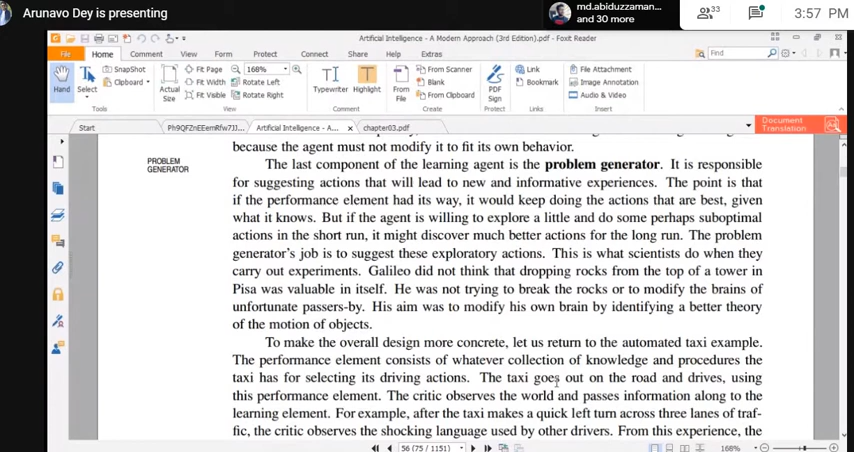 Arunavo Dey is presenting
md.abiduzzaman...
and 30 more
33
3:57 PM
Artificial Intelligence - A Modern Approach (3rd Edition).pdf - Foxit Reader
File Home Comment View Form Protect Connect Share Help Extras
Find
Hand
Select
SnapShot
Clipboard
Actual Size
Fit Page
Fit Width
Fit Visible
168%
Rotate Left
Rotate Right
Typewriter
Highlight
From File
From Scanner
Blank
From Clipboard
PDF Sign
Link
Bookmark
File Attachment
Image Annotation
Audio & Video
Tools View Comment Create Protect Links Insert
Start
Ph9QFZnEEemRfw7JJ...
Artificial Intelligence - A ...
chapter03.pdf
Document Translation
because the agent must not modify it to fit its own behavior.
PROBLEM
GENERATOR
The last component of the learning agent is the problem generator. It is responsible
for suggesting actions that will lead to new and informative experiences. The point is that
if the performance element had its way, it would keep doing the actions that are best, given
what it knows. But if the agent is willing to explore a little and do some perhaps suboptimal
actions in the short run, it might discover much better actions for the long run. The problem
generator's job is to suggest these exploratory actions. This is what scientists do when they
carry out experiments. Galileo did not think that dropping rocks from the top of a tower in
Pisa was valuable in itself. He was not trying to break the rocks or to modify the brains of
unfortunate passers-by. His aim was to modify his own brain by identifying a better theory
of the motion of objects.
To make the overall design more concrete, let us return to the automated taxi example.
The performance element consists of whatever collection of knowledge and procedures the
taxi has for selecting its driving actions. The taxi goes out on the road and drives, using
this performance element. The critic observes the world and passes information along to the
learning element. For example, after the taxi makes a quick left turn across three lanes of traf-
fic, the critic observes the shocking language used by other drivers. From this experience, the
56 (75 / 1151)
168%